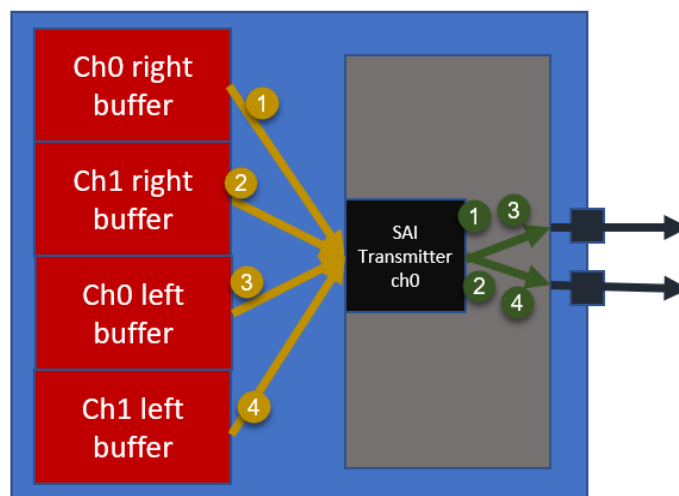 Ch0 right
buffer
1
Ch1 right
buffer
2
Ch0 left
buffer
3
Ch1 left
buffer
4
SAI
Transmitter
ch0
1
3
2
4